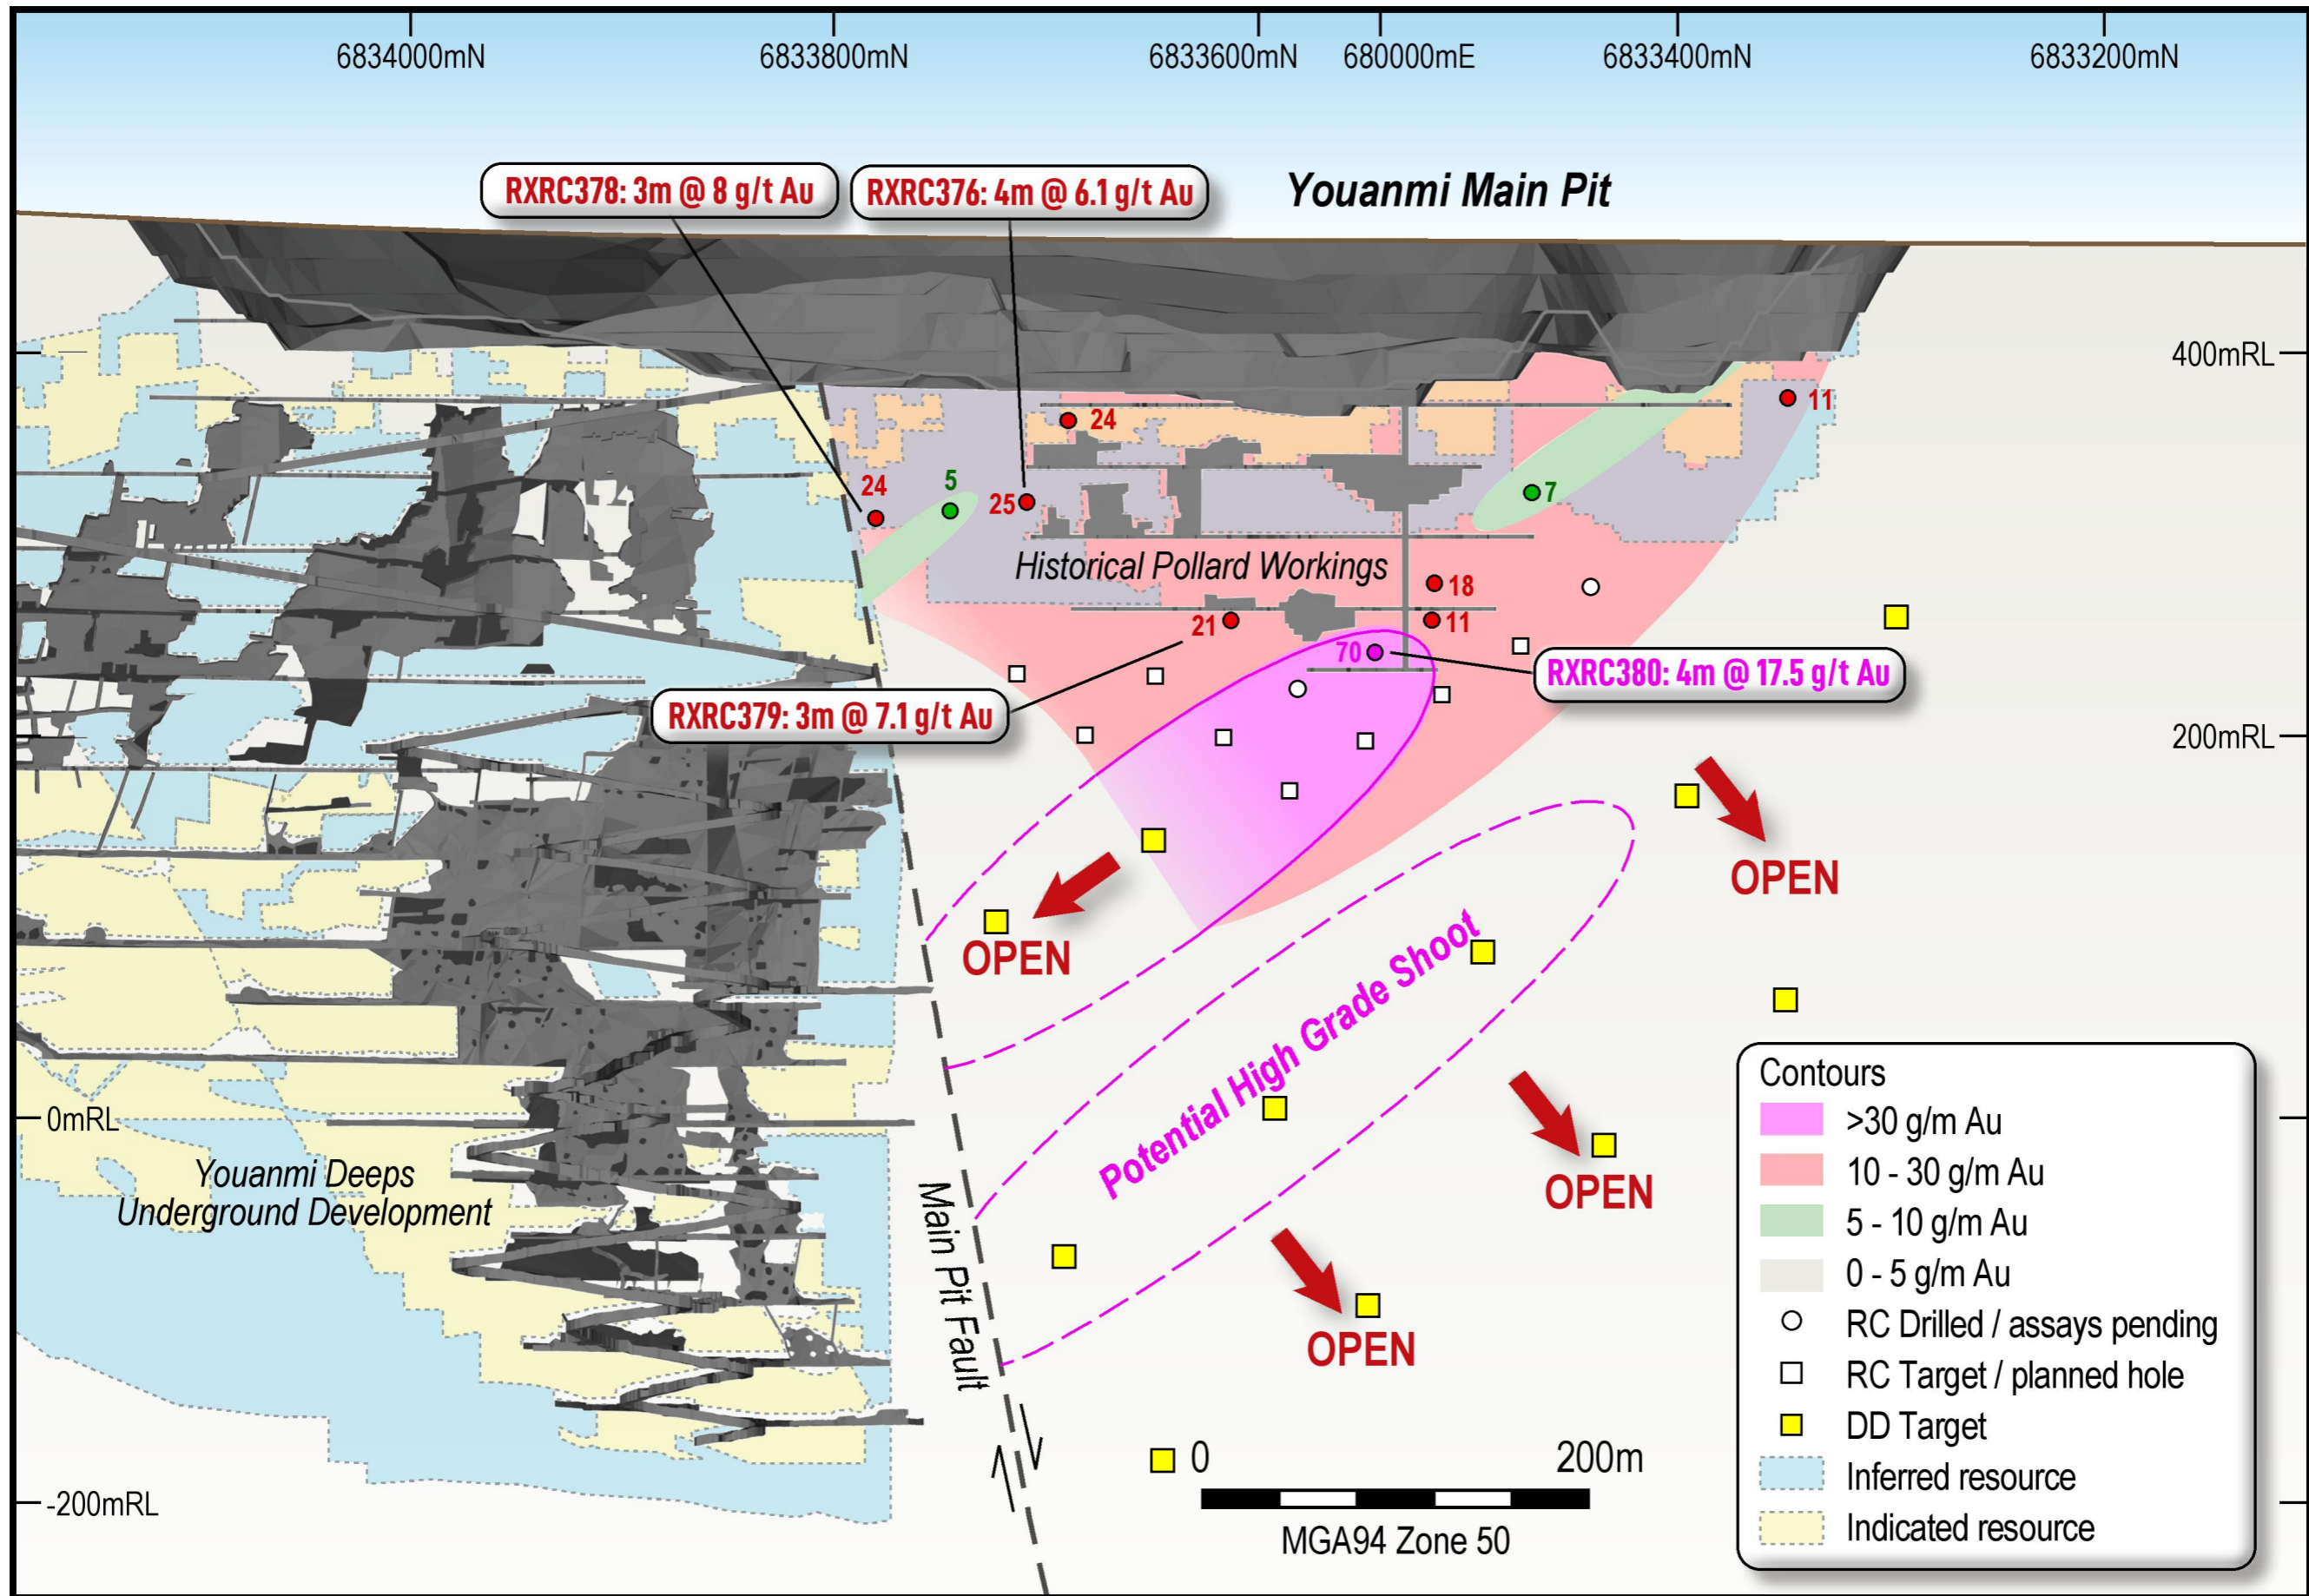 6834000mN
6833800mN
6833600mN
680000mE
6833400mN
6833200mN
RXRC378: 3m @ 8 g/t Au
RXRC376: 4m @ 6.1 g/t Au
Youanmi Main Pit
400mRL
11
24
24
5
25
7
Historical Pollard Workings
18
21
11
70
RXRC380: 4m @ 17.5 g/t Au
RXRC379: 3m @ 7.1 g/t Au
200mRL
OPEN
OPEN
Potential High Grade Shoot
0mRL
Youanmi Deeps
Underground Development
Main Pit Fault
OPEN
OPEN
Contours
>30 g/m Au
10 - 30 g/m Au
5 - 10 g/m Au
0 - 5 g/m Au
RC Drilled / assays pending
RC Target / planned hole
DD Target
Inferred resource
Indicated resource
-200mRL
0 200m
MGA94 Zone 50